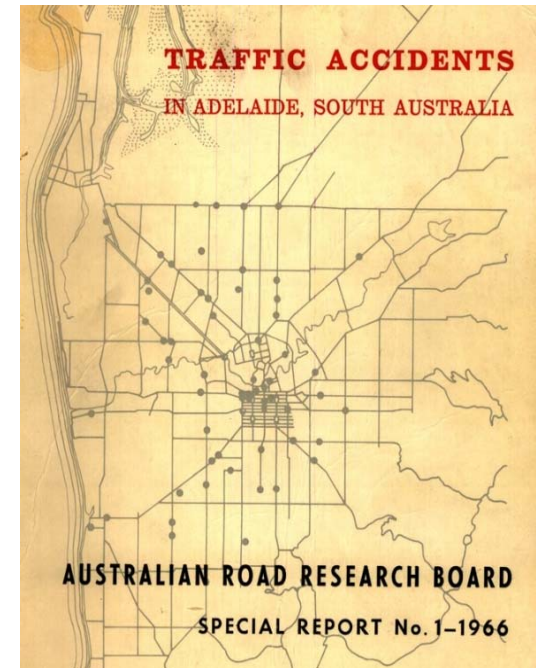 TRAFFIC ACCIDENTS
IN ADELAIDE, SOUTH AUSTRALIA
AUSTRALIAN ROAD RESEARCH BOARD
SPECIAL REPORT No. 1-1966